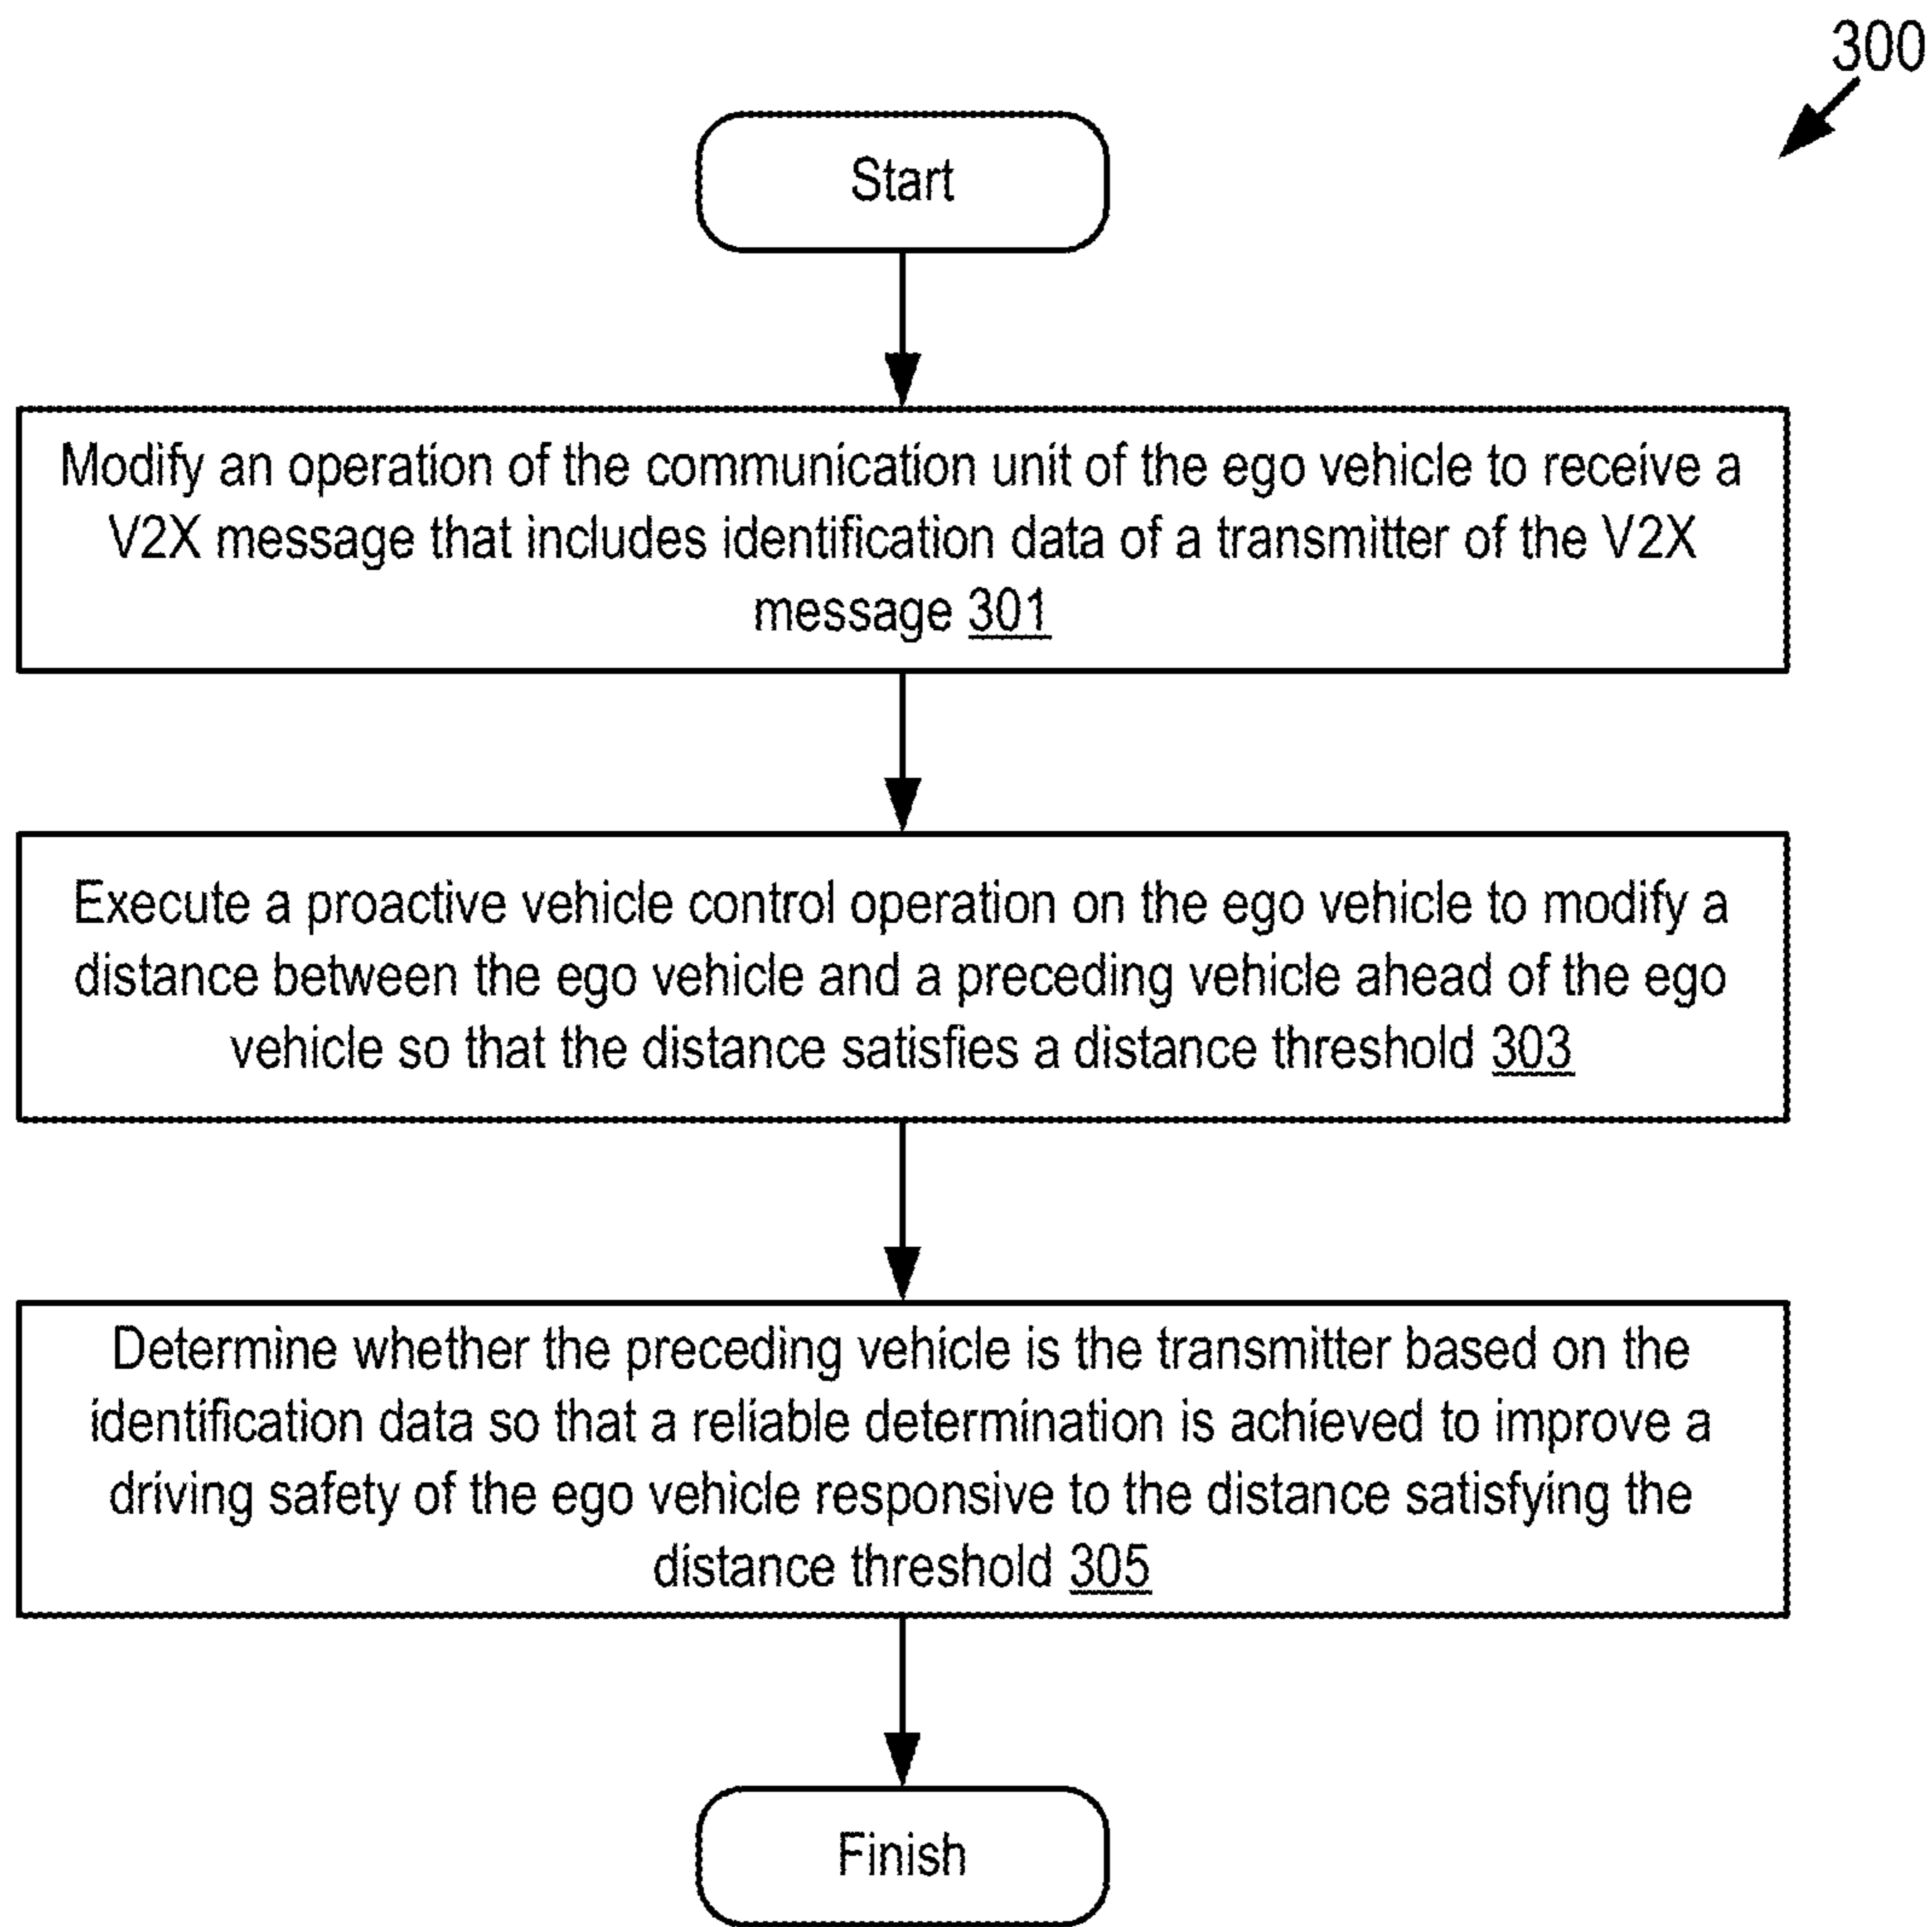 300
Start
Modify an operation of the communication unit of the ego vehicle to receive a
V2X message that includes identification data of a transmitter of the V2X
message 301
Execute a proactive vehicle control operation on the ego vehicle to modify a
distance between the ego vehicle and a preceding vehicle ahead of the ego
vehicle so that the distance satisfies a distance threshold 303
Determine whether the preceding vehicle is the transmitter based on the
identification data so that a reliable determination is achieved to improve a
driving safety of the ego vehicle responsive to the distance satisfying the
distance threshold 305
Finish